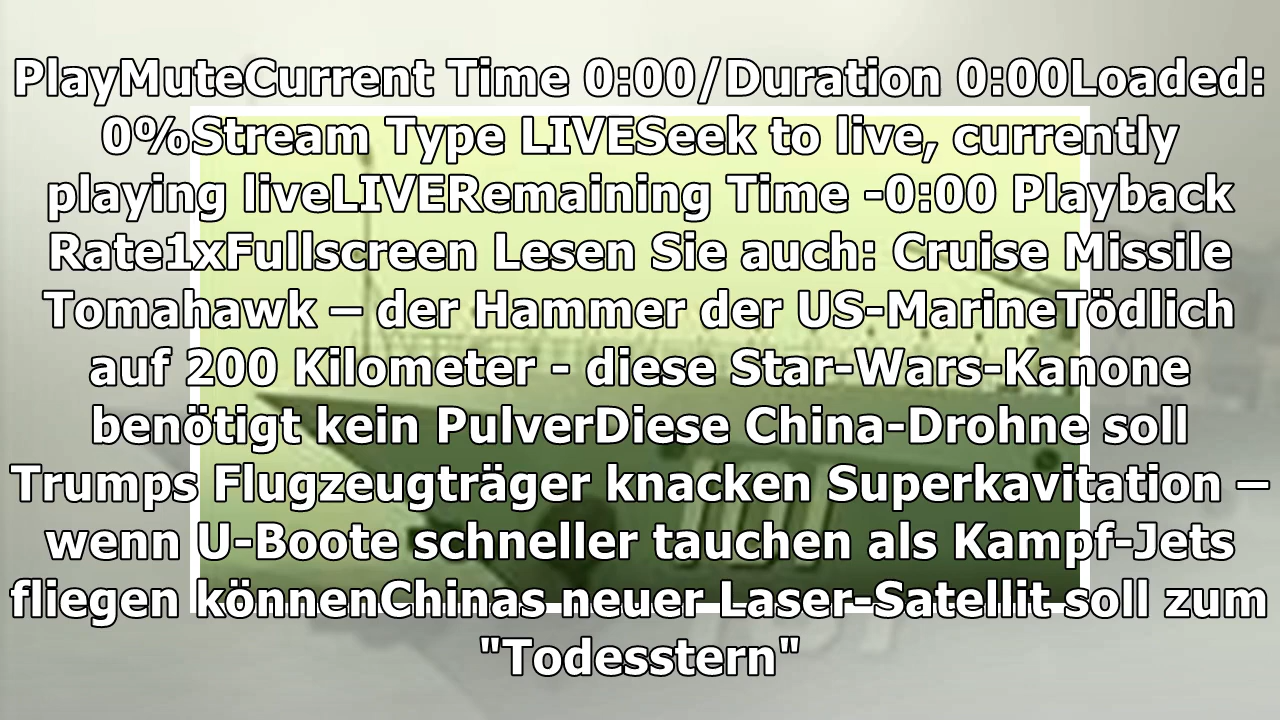 PlayMuteCurrent Time 0:00/Duration 0:00Loaded:
0%Stream Type LIVESeek to live, currently
playing liveLIVERemaining Time -0:00 Playback
Rate1xFullscreen Lesen Sie auch: Cruise Missile
Tomahawk – der Hammer der US-MarineTödlich
auf 200 Kilometer - diese Star-Wars-Kanone
benötigt kein PulverDiese China-Drohne soll
Trumps Flugzeugträger knacken Superkavitation –
wenn U-Boote schneller tauchen als Kampf-Jets
fliegen könnenChinas neuer Laser-Satellit soll zum
"Todesstern"